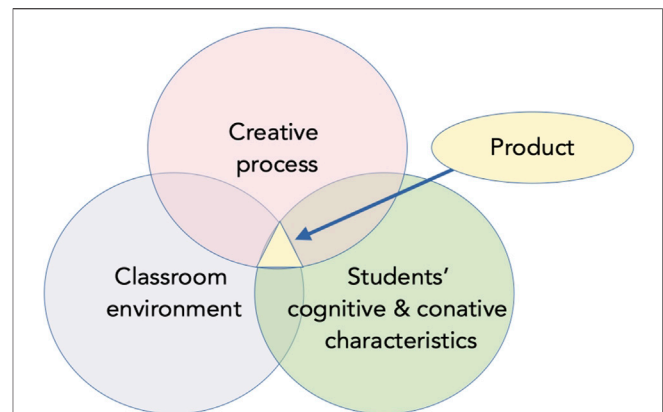 Creative
process
Product
Classroom
environment
Students’
cognitive & conative
characteristics